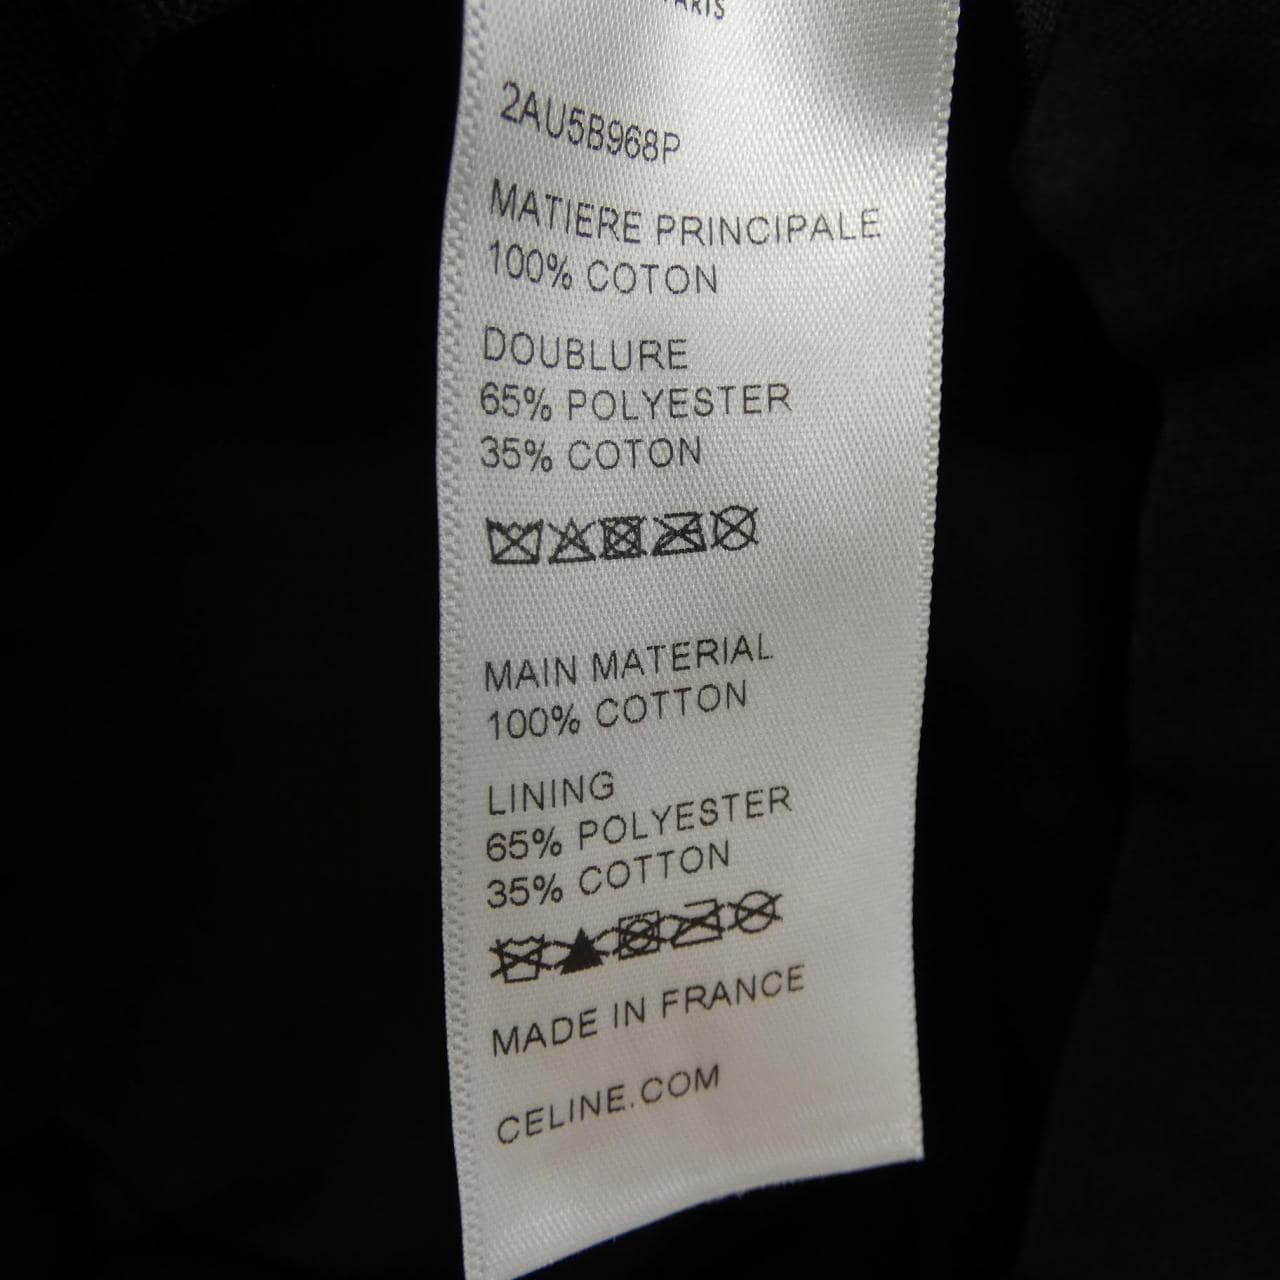 PARIS
2AU5B968P
MATIERE PRINCIPALE
100% COTON
DOUBLURE
65% POLYESTER
35% COTON
MAIN MATERIAL
100% COTTON
LINING
65% POLYESTER
35% COTTON
MADE IN FRANCE
CELINE.COM